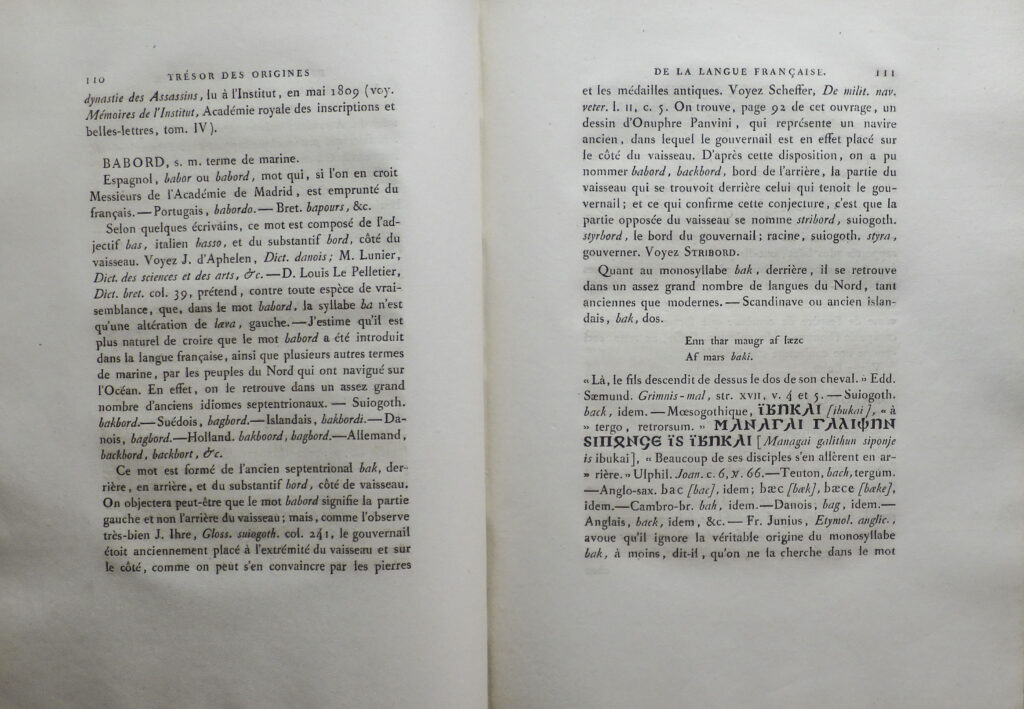 110 TRÉSOR DES ORIGINES
dynastie des Assassins, lu à l'Institut, en mai 1809 (voy.
Mémoires de l'Institut, Académie royale des inscriptions et
belles-lettres, tom. IV).
BABORD, s. m. terme de marine.
Espagnol, babor ou babord, mot qui, si l'on en croit
Messieurs de l'Académie de Madrid, est emprunté du
français.—Portugais, babordo.—Bret. bapours, &c.
Selon quelques écrivains, ce mot est composé de l'ad-
jectif bas, italien basso, et du substantif bord, côté du
vaisseau. Voyez J. d'Aphelen, Dict. danois; M. Lunier,
Dict. des sciences et des arts, &c.—D. Louis Le Pelletier,
Dict. bret. col. 39, prétend, contre toute espèce de vrai-
semblance, que, dans le mot babord, la syllabe ba n'est
qu'une altération de læva, gauche.—J'estime qu'il est
plus naturel de croire que le mot babord a été introduit
dans la langue française, ainsi que plusieurs autres termes
de marine, par les peuples du Nord qui ont navigué sur
l'Océan. En effet, on le retrouve dans un assez grand
nombre d'anciens idiomes septentrionaux. — Suiogoth.
bakbord.—Suédois, bagbord.—Islandais, bakbordi.—Da-
nois, bagbord.—Holland. bakboord, bagbord.—Allemand,
backbord, backbort, &c.
Ce mot est formé de l'ancien septentrional bak, der-
rière, en arrière, et du substantif bord, côté de vaisseau.
On objectera peut-être que le mot babord signifie la partie
gauche et non l'arrière du vaisseau; mais, comme l'observe
très-bien J. Ihre, Gloss. suiogoth. col. 241, le gouvernail
étoit anciennement placé à l'extrémité du vaisseau et sur
le côté, comme on peut s'en convaincre par les pierres
DE LA LANGUE FRANÇAISE. 111
et les médailles antiques. Voyez Scheffer, De milit. nav.
veter. l. II, c. 5. On trouve, page 92 de cet ouvrage, un
dessin d'Onuphre Panvini, qui représente un navire
ancien, dans lequel le gouvernail est en effet placé sur
le côté du vaisseau. D'après cette disposition, on a pu
nommer babord, backbord, bord de l'arrière, la partie du
vaisseau qui se trouvoit derrière celui qui tenoit le gou-
vernail; et ce qui confirme cette conjecture, c'est que la
partie opposée du vaisseau se nomme stribord, suiogoth.
styrbord, le bord du gouvernail; racine, suiogoth. styra,
gouverner. Voyez STRIBORD.
Quant au monosyllabe bak, derrière, il se retrouve
dans un assez grand nombre de langues du Nord, tant
anciennes que modernes.—Scandinave ou ancien islan-
dais, bak, dos.
Enn thar maugr af læze
Af mars baki.
«Là, le fils descendit de dessus le dos de son cheval.» Edd.
Sæmund. Grimnis-mal, str. XVII, v. 4 et 5.—Suiogoth.
back, idem.—Mœsogothique, ΪΒΠΚΛΙ [ibukai], « à
» tergo, retrorsum. » ΜΑΝΑΓΑΙ ΓΑΛΙΦΠΝ
SΙΠΩΝGЄ ΪS ΪΒΠΚΛΙ [Managai galithun siponje
is ibukai], « Beaucoup de ses disciples s'en allèrent en ar-
» rière. » Ulphil. Joan. c. 6, ℣. 66.—Teuton, bach, tergum.
—Anglo-sax. bac [bac], idem; bæc [bæk], bæce [bæke],
idem.—Cambro-br. bah, idem.—Danois, bag, idem.—
Anglais, back, idem, &c.—Fr. Junius, Etymol. anglic.,
avoue qu'il ignore la véritable origine du monosyllabe
bak, à moins, dit-il, qu'on ne la cherche dans le mot